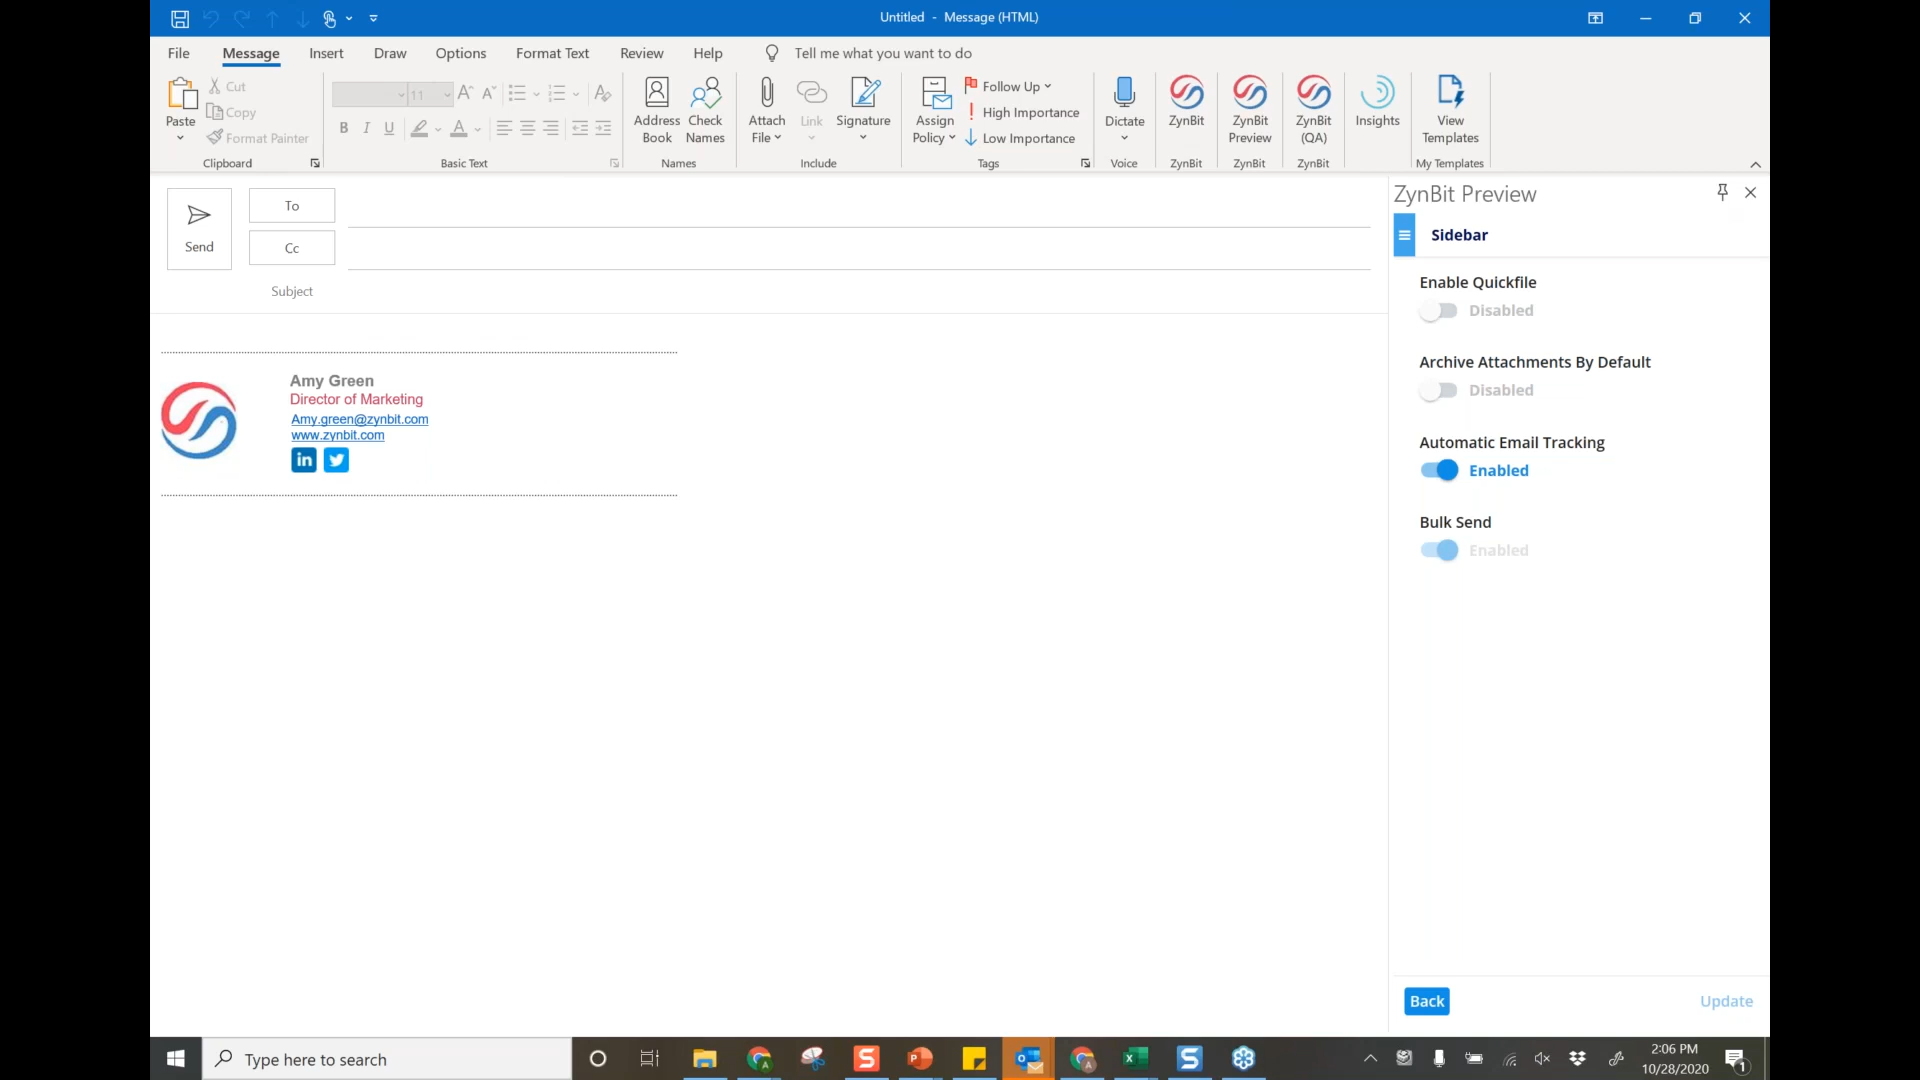 Untitled - Message (HTML)
File Message Insert Draw Options Format Text Review Help Tell me what you want to do
Paste
Cut
Copy
Format Painter
Clipboard
11
B I U
Basic Text
Address Book
Check Names
Names
Attach File
Link
Signature
Include
Assign Policy
Follow Up
High Importance
Low Importance
Tags
Dictate
Voice
ZynBit
ZynBit
ZynBit Preview
ZynBit
ZynBit (QA)
ZynBit
Insights
View Templates
My Templates
Send
To
Cc
Subject
Amy Green
Director of Marketing
Amy.green@zynbit.com
www.zynbit.com
in
ZynBit Preview
Sidebar
Enable Quickfile
Disabled
Archive Attachments By Default
Disabled
Automatic Email Tracking
Enabled
Bulk Send
Enabled
Back
Update
Type here to search
2:06 PM
10/28/2020
1